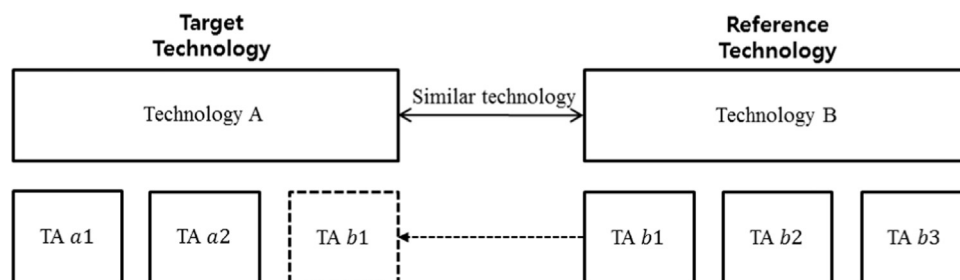 Target
Technology
Reference
Technology
Technology A
Similar technology
Technology B
TA a1
TA a2
TA b1
TA b1
TA b2
TA b3